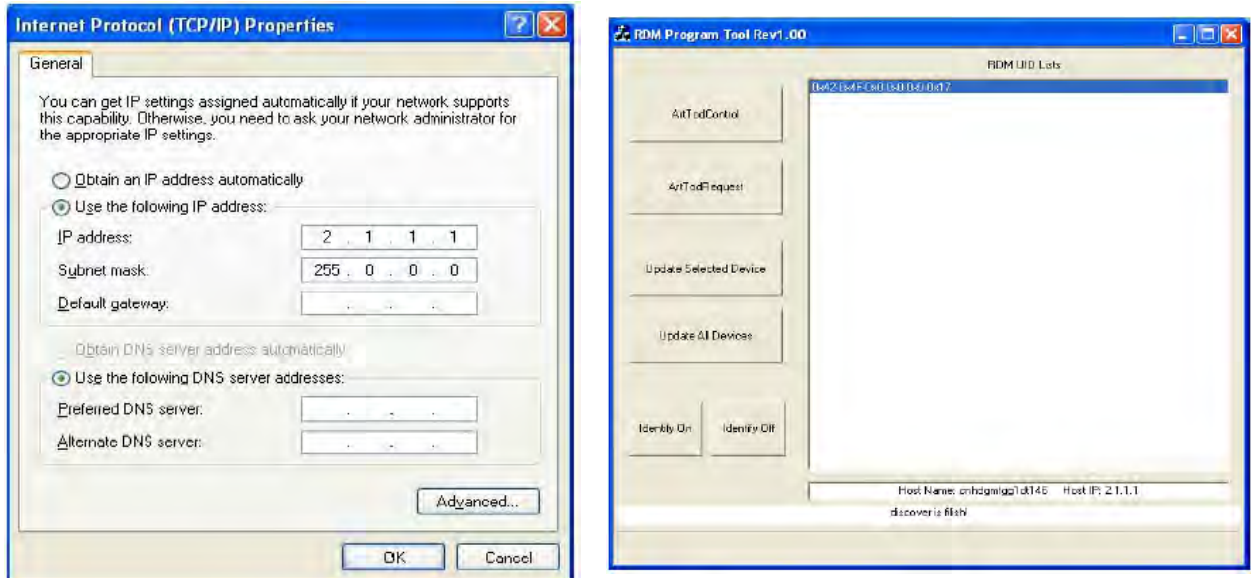 Internet Protocol (TCP/IP) Properties
General
You can get IP settings assigned automatically if your network supports
this capability. Otherwise, you need to ask your network administrator for
the appropriate IP settings.
Obtain an IP address automatically
Use the following IP address:
IP address:
2 . 1 . 1 . 1
Subnet mask:
255 . 0 . 0 . 0
Default gateway:
Obtain DNS server address automatically
Use the following DNS server addresses:
Preferred DNS server:
Alternate DNS server:
Advanced...
OK
Cancel
RDM Program Tool Rev1.00
RDM UID Lists
ArtTodControl
ArtTodRequest
Update Selected Device
Update All Devices
Identify On
Identify Off
Host Name:
Host IP: 2.1.1.1
discover is